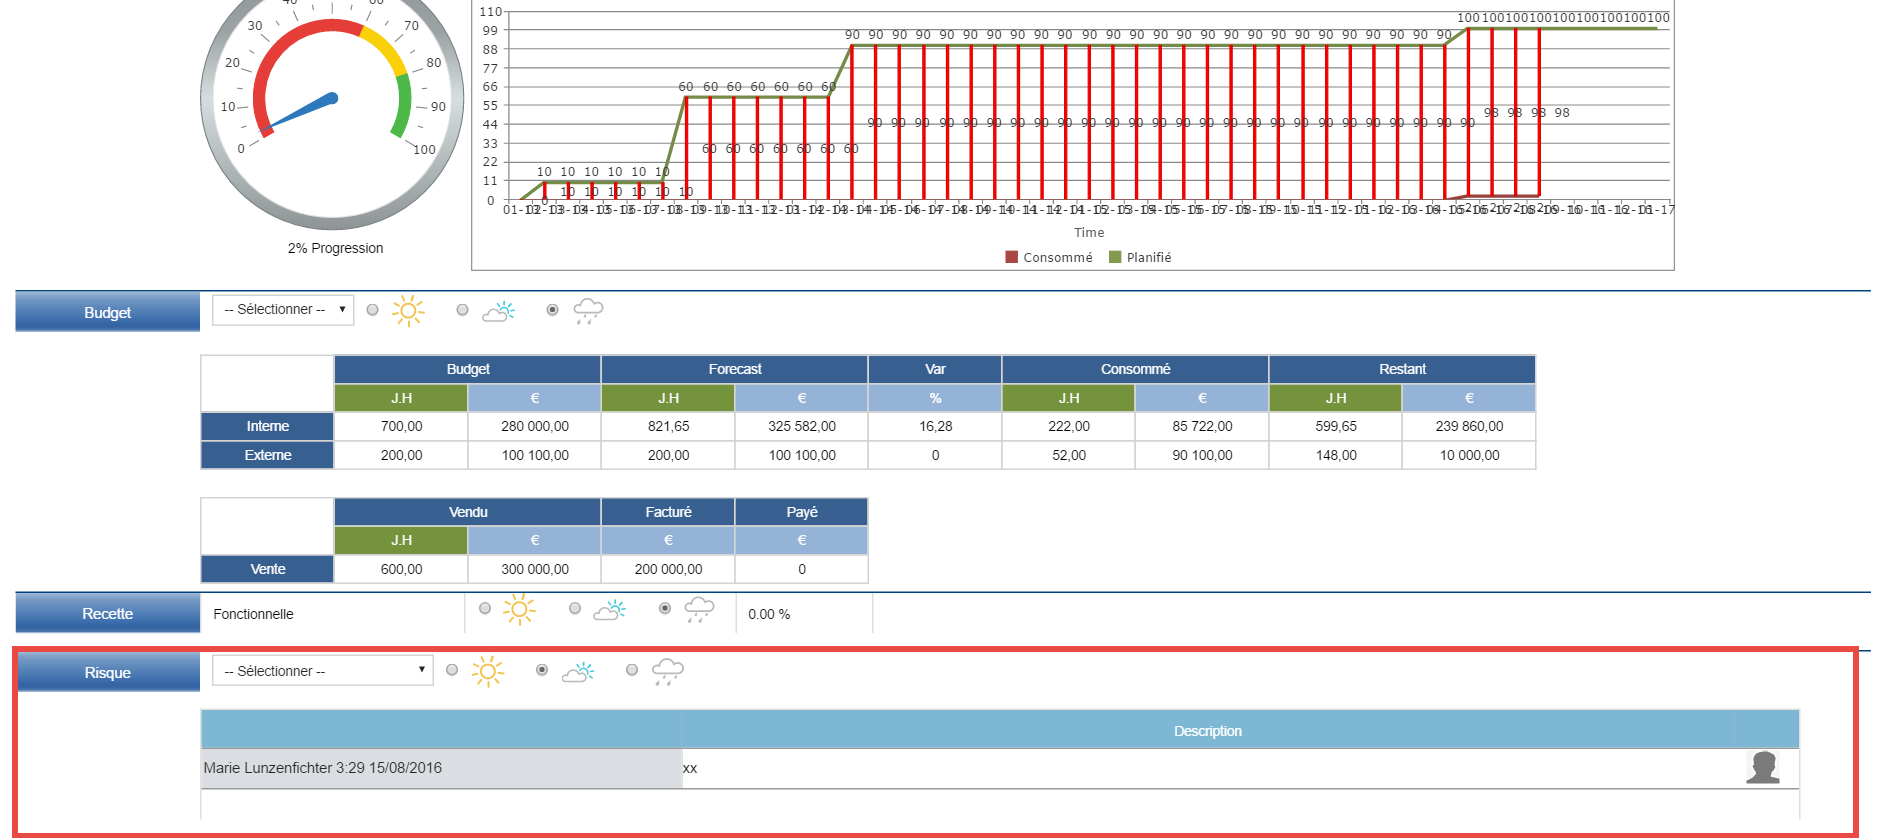 30 40 50 60 70
20 80
10 90
0 100
2% Progression
110
99
88
77
66
55
44
33
22
11
0
100 100 100 100 100 100 100 100 100
90 90 90 90 90 90 90 90 90 90 90 90 90 90 90 90 90 90 90 90 90 90 90 90 90 90
60 60 60 60 60 60 60
98 98 98 98
90 90 90 90 90 90 90 90 90 90 90 90 90 90 90 90 90 90 90 90 90 90 90 90 90 90
60 60 60 60 60 60 60
10 10 10 10 10 10
10 10 10 10 10 10
0
Time
Consommé Planifié
Budget -- Sélectionner --
Budget Forecast Var Consommé Restant
J.H € J.H € % J.H € J.H €
Interne 700,00 280 000,00 821,65 325 582,00 16,28 222,00 85 722,00 599,65 239 860,00
Externe 200,00 100 100,00 200,00 100 100,00 0 52,00 90 100,00 148,00 10 000,00
Vendu Facturé Payé
J.H € € €
Vente 600,00 300 000,00 200 000,00 0
Recette Fonctionnelle 0.00 %
Risque -- Sélectionner --
Description
Marie Lunzenfichter 3:29 15/08/2016 xx